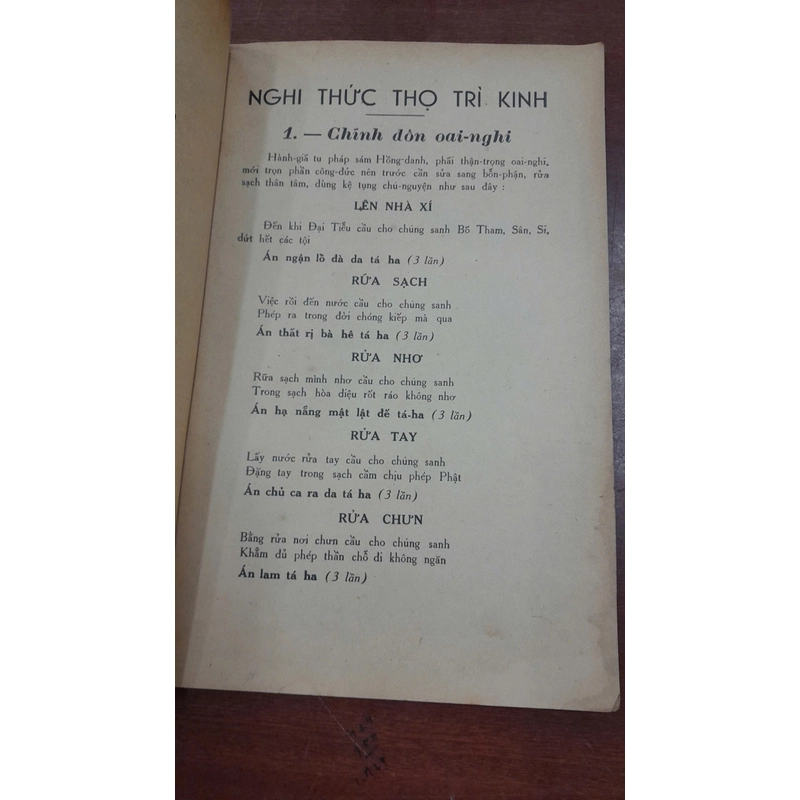 NGHI THỨC THỌ TRÌ KINH
1. — Chỉnh đòn oai-nghi
Hành-giả tu pháp sám Hồng-danh, phải thận-trọng oai-nghi,
mới trọn phần công-đức nên trước cần sửa sang bổn-phận, rửa
sạch thân tâm, dùng kệ tụng chú-nguyện như sau đây :
LÊN NHÀ XÍ
Đến khi Đại Tiểu cầu cho chúng sanh Bỏ Tham, Sân, Si,
dứt hết các tội
Án ngận lồ dà da tá ha (3 lần)
RỬA SẠCH
Việc rồi đến nước cầu cho chúng sanh
Phép ra trong đời chóng kiếp mà qua
Án thất rị bà hê tá ha (3 lần)
RỬA NHƠ
Rữa sạch mình nhơ cầu cho chúng sanh
Trong sạch hòa diệu rốt ráo không nhơ
Án hạ nẳng mật lật đế tá-ha (3 lần)
RỬA TAY
Lấy nước rửa tay cầu cho chúng sanh
Đặng tay trong sạch cầm chịu phép Phật
Án chủ ca ra da tá ha (3 lần)
RỬA CHƯN
Bằng rửa nơi chưn cầu cho chúng sanh
Khẳm đủ phép thần chỗ đi không ngăn
Án lam tá ha (3 lần)